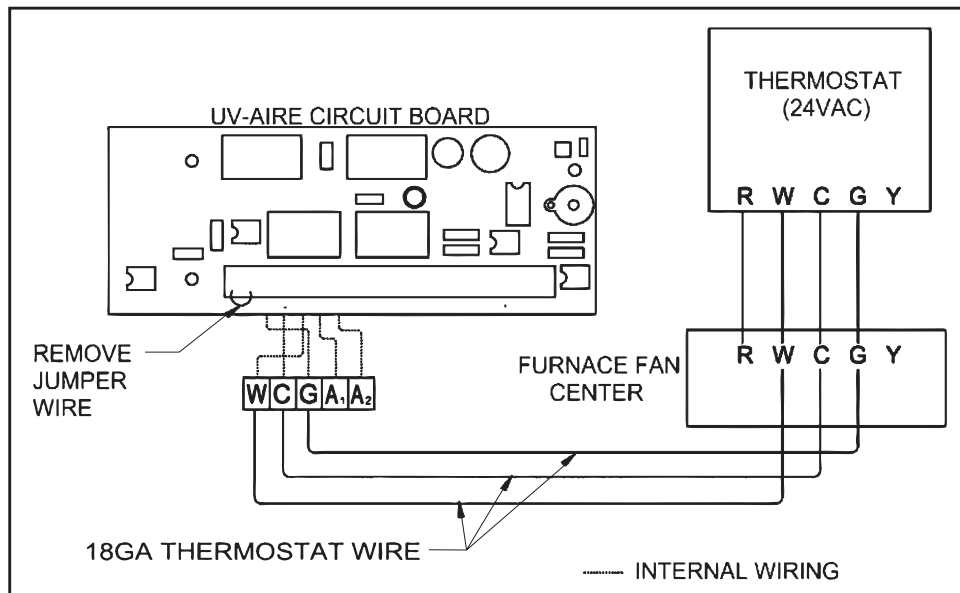 UV-AIRE CIRCUIT BOARD
THERMOSTAT
(24VAC)
R W C G Y
REMOVE
JUMPER
WIRE
FURNACE FAN
CENTER
R W C G Y
W C G A₁ A₂
18GA THERMOSTAT WIRE
INTERNAL WIRING